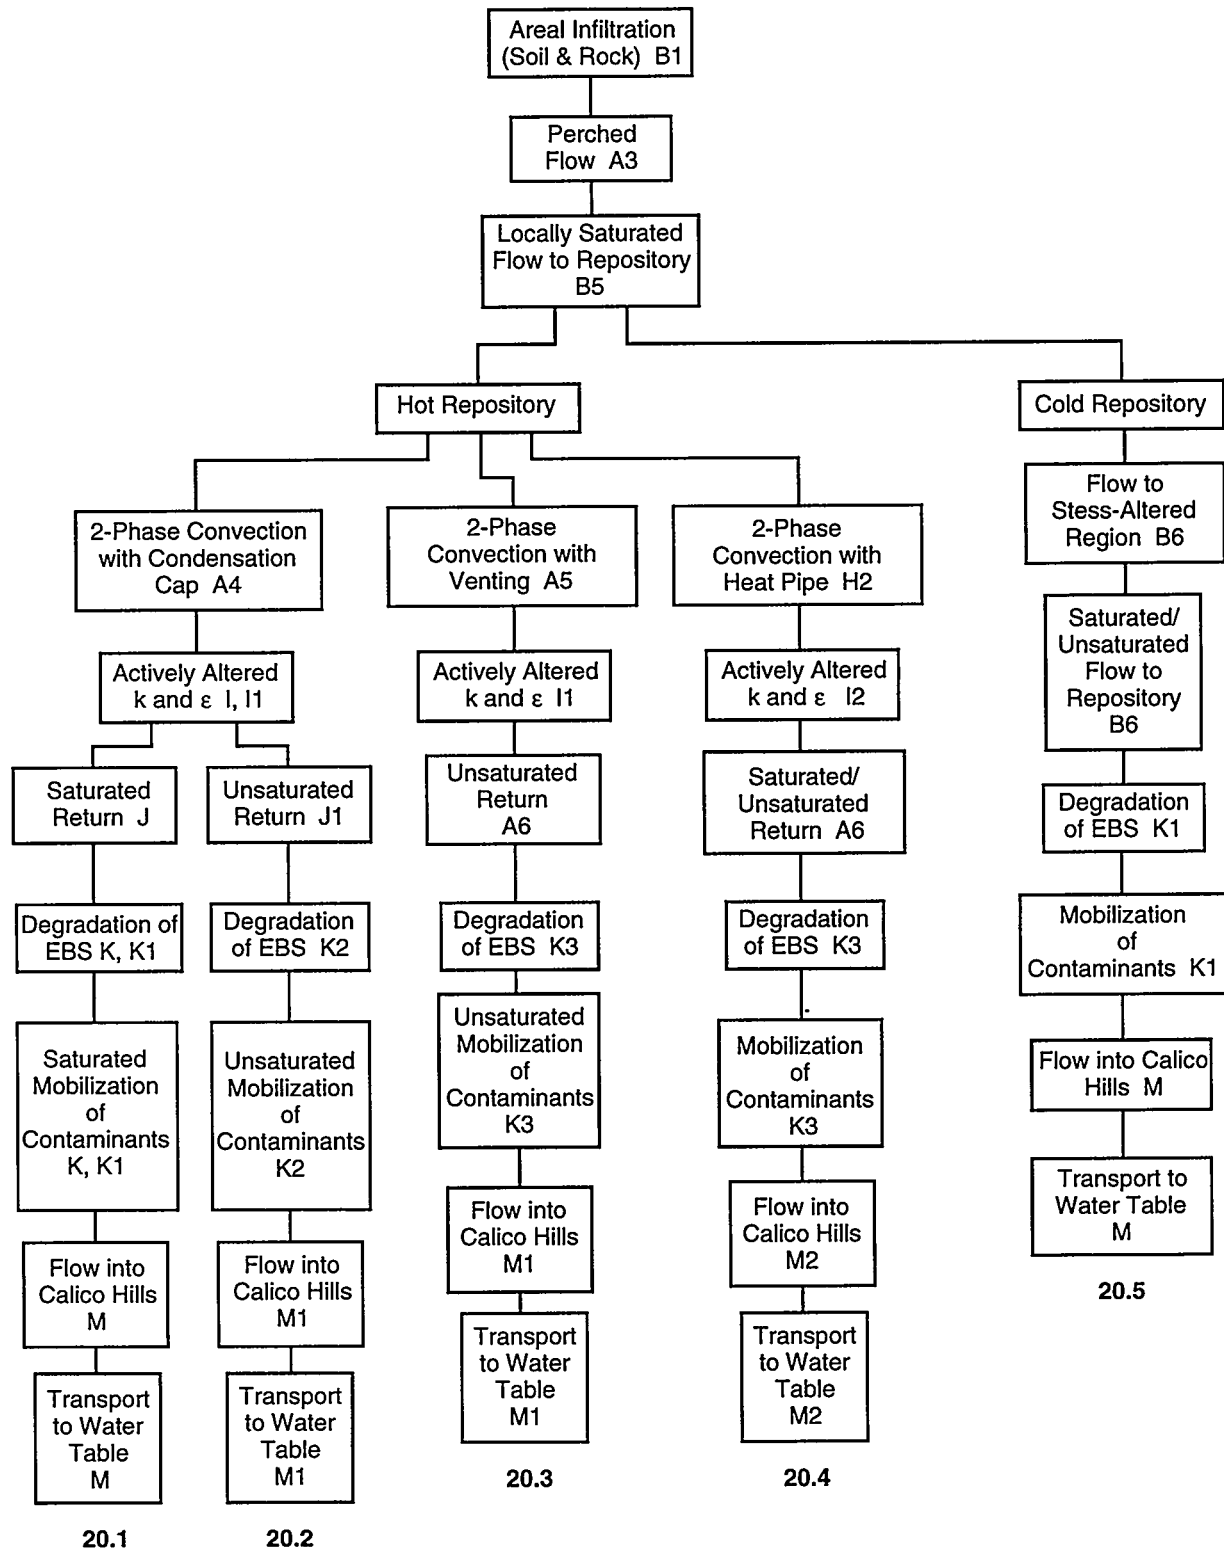 Areal Infiltration
(Soil & Rock) B1
Perched
Flow A3
Locally Saturated
Flow to Repository
B5
Hot Repository
Cold Repository
2-Phase Convection
with Condensation
Cap A4
2-Phase
Convection with
Venting A5
2-Phase
Convection with
Heat Pipe H2
Flow to
Stess-Altered
Region B6
Actively Altered
k and ε I, I1
Actively Altered
k and ε I1
Actively Altered
k and ε I2
Saturated/
Unsaturated
Flow to
Repository
B6
Saturated
Return J
Unsaturated
Return J1
Unsaturated
Return
A6
Saturated/
Unsaturated
Return A6
Degradation
of EBS K1
Degradation of
EBS K, K1
Degradation
of EBS K2
Degradation
of EBS K3
Degradation
of EBS K3
Mobilization
of
Contaminants K1
Saturated
Mobilization
of
Contaminants
K, K1
Unsaturated
Mobilization
of
Contaminants
K2
Unsaturated
Mobilization
of
Contaminants
K3
Mobilization
of
Contaminants
K3
Flow into Calico
Hills M
Flow into
Calico Hills
M
Flow into
Calico Hills
M1
Flow into
Calico Hills
M1
Flow into
Calico Hills
M2
Transport to
Water Table
M
Transport
to Water
Table
M
Transport
to Water
Table
M1
Transport
to Water
Table
M1
Transport
to Water
Table
M2
20.5
20.3
20.4
20.1
20.2